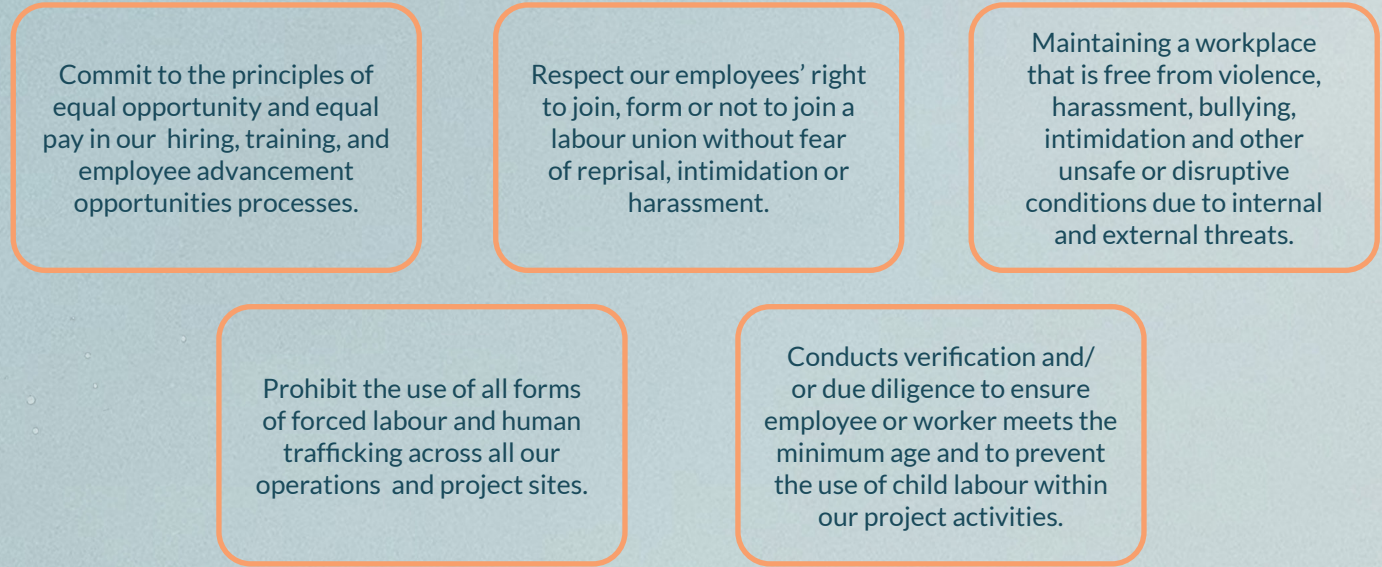 Commit to the principles of
equal opportunity and equal
pay in our  hiring, training, and
employee advancement
opportunities processes.
Respect our employees’ right
to join, form or not to join a
labour union without fear
of reprisal, intimidation or
harassment.
Maintaining a workplace
that is free from violence,
harassment, bullying,
intimidation and other
unsafe or disruptive
conditions due to internal
and external threats.
Prohibit the use of all forms
of forced labour and human
trafficking across all our
operations  and project sites.
Conducts verification and/
or due diligence to ensure
employee or worker meets the
minimum age and to prevent
the use of child labour within
our project activities.